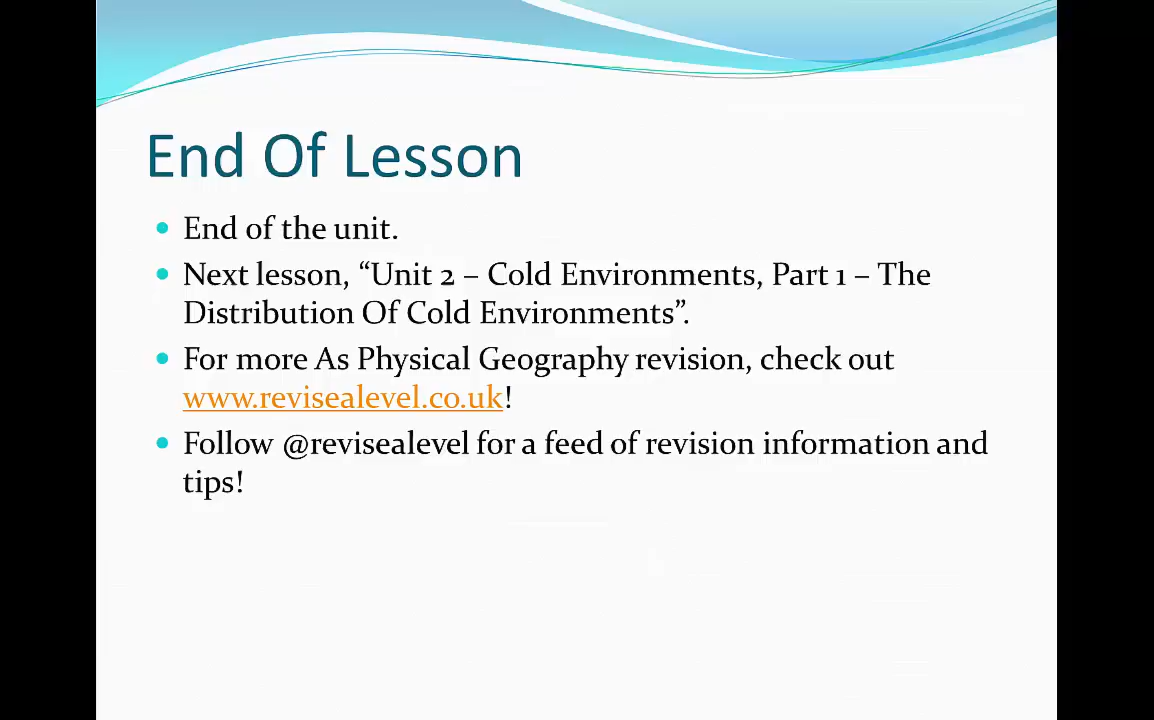 End Of Lesson
• End of the unit.
• Next lesson, “Unit 2 – Cold Environments, Part 1 – The
Distribution Of Cold Environments”.
• For more As Physical Geography revision, check out
www.revisealevel.co.uk!
• Follow @revisealevel for a feed of revision information and
tips!